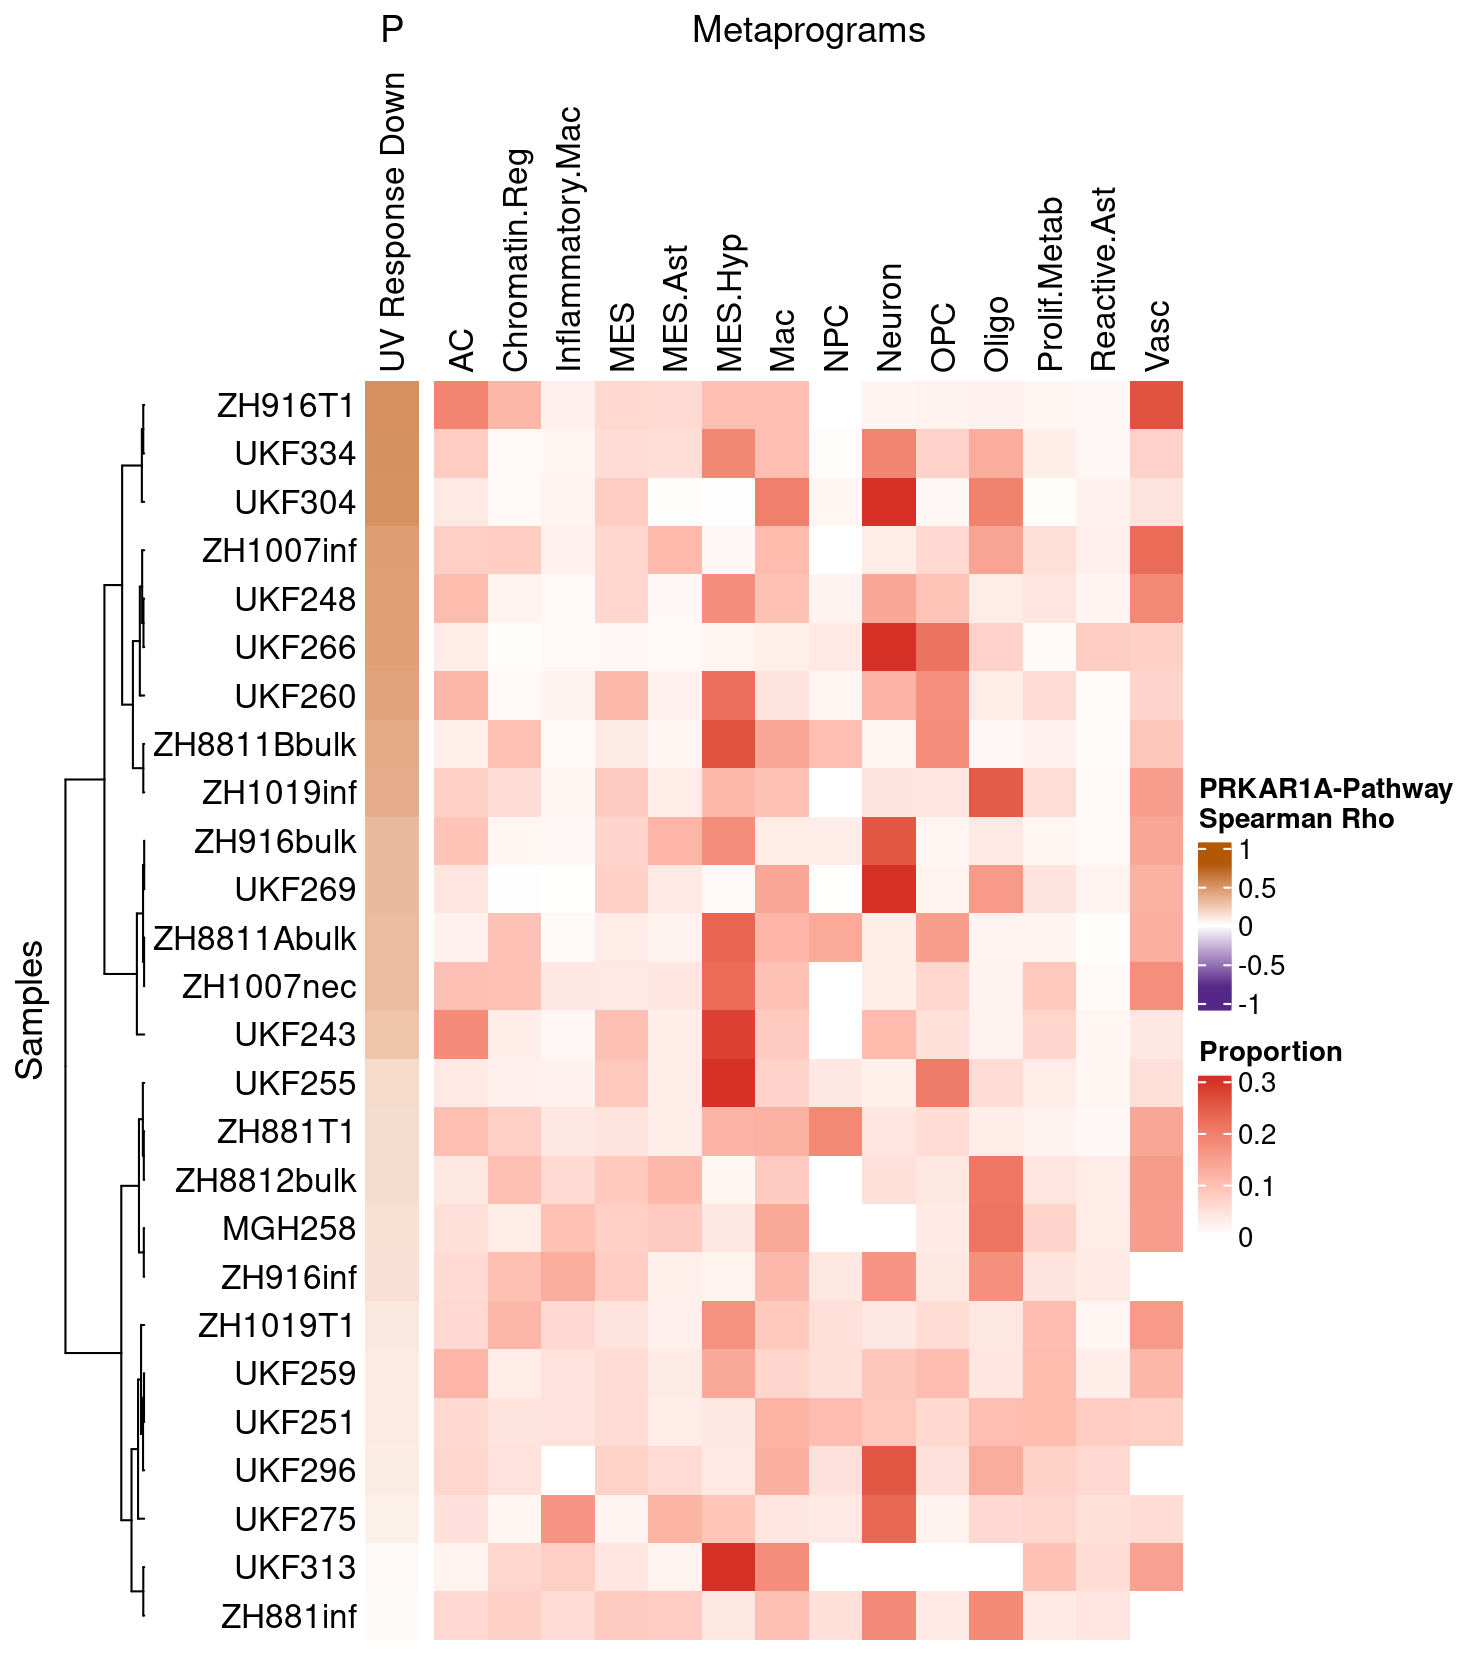 P
Metaprograms
UV Response Down
AC
Chromatin.Reg
Inflammatory.Mac
MES
MES.Ast
MES.Hyp
Mac
NPC
Neuron
OPC
Oligo
Prolif.Metab
Reactive.Ast
Vasc
Samples
ZH916T1
UKF334
UKF304
ZH1007inf
UKF248
UKF266
UKF260
ZH8811Bbulk
ZH1019inf
ZH916bulk
UKF269
ZH8811Abulk
ZH1007nec
UKF243
UKF255
ZH881T1
ZH8812bulk
MGH258
ZH916inf
ZH1019T1
UKF259
UKF251
UKF296
UKF275
UKF313
ZH881inf
PRKAR1A-Pathway
Spearman Rho
1
0.5
0
-0.5
-1
Proportion
0.3
0.2
0.1
0